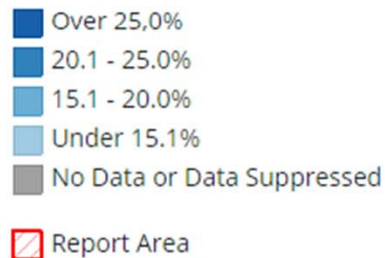 Over 25,0%
20.1 - 25.0%
15.1 - 20.0%
Under 15.1%
No Data or Data Suppressed
Report Area